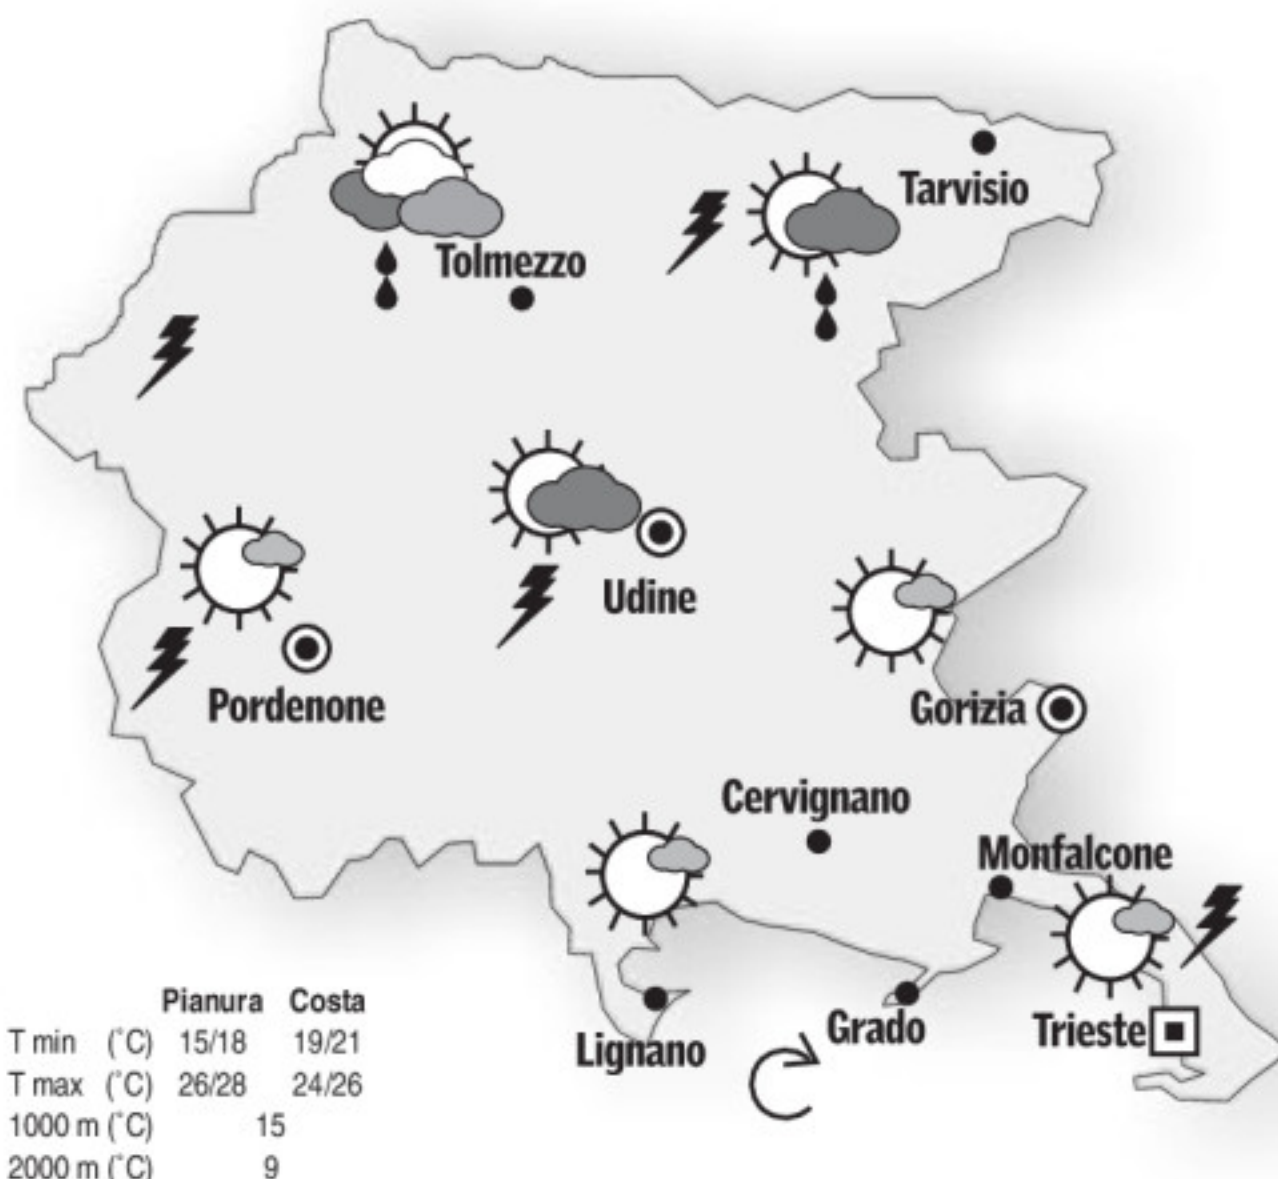 Tarvisio
Tolmezzo
Udine
Pordenone
Gorizia
Cervignano
Monfalcone
Grado
Trieste
Lignano
Pianura Costa
T min (°C) 15/18 19/21
T max (°C) 26/28 24/26
1000 m (°C) 15
2000 m (°C) 9